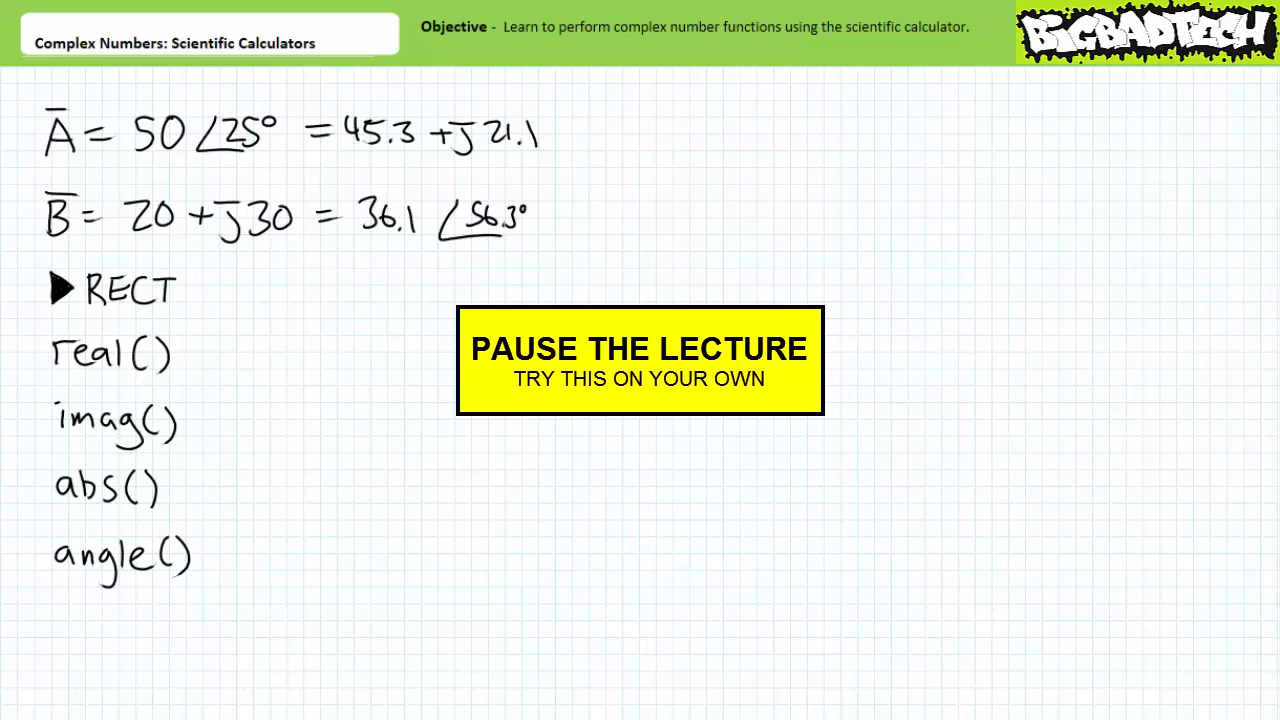 Complex Numbers: Scientific Calculators
Objective - Learn to perform complex number functions using the scientific calculator.
BIGBADTECH
A̅ = 50 ∠25° = 45.3 + j21.1
B̅ = 20 + j30 = 36.1 ∠56.3°
▶ RECT
real()
PAUSE THE LECTURE
TRY THIS ON YOUR OWN
imag()
abs()
angle()